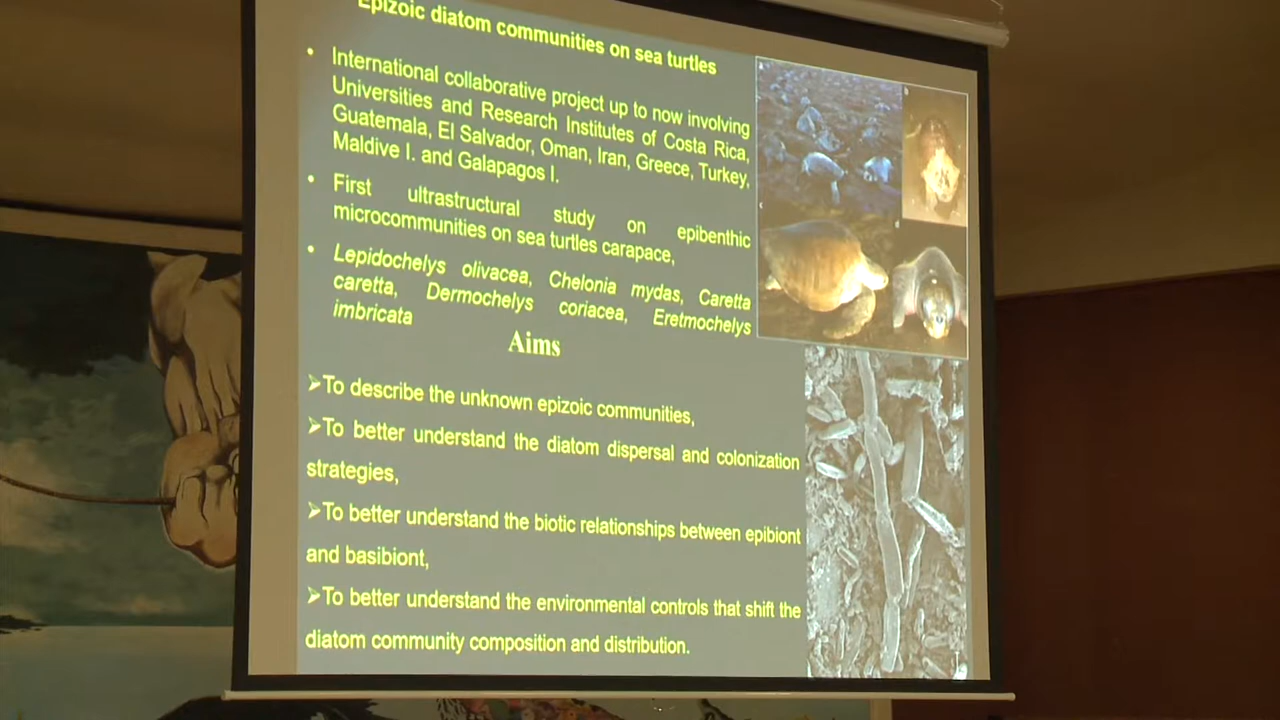 Epizoic diatom communities on sea turtles
• International collaborative project up to now involving
Universities and Research Institutes of Costa Rica,
Guatemala, El Salvador, Oman, Iran, Greece, Turkey,
Maldive I. and Galapagos I.
• First ultrastructural study on epibenthic
microcommunities on sea turtles carapace,
• Lepidochelys olivacea, Chelonia mydas, Caretta
caretta, Dermochelys coriacea, Eretmochelys
imbricata
Aims
➢To describe the unknown epizoic communities,
➢To better understand the diatom dispersal and colonization
strategies,
➢To better understand the biotic relationships between epibiont
and basibiont,
➢To better understand the environmental controls that shift the
diatom community composition and distribution.